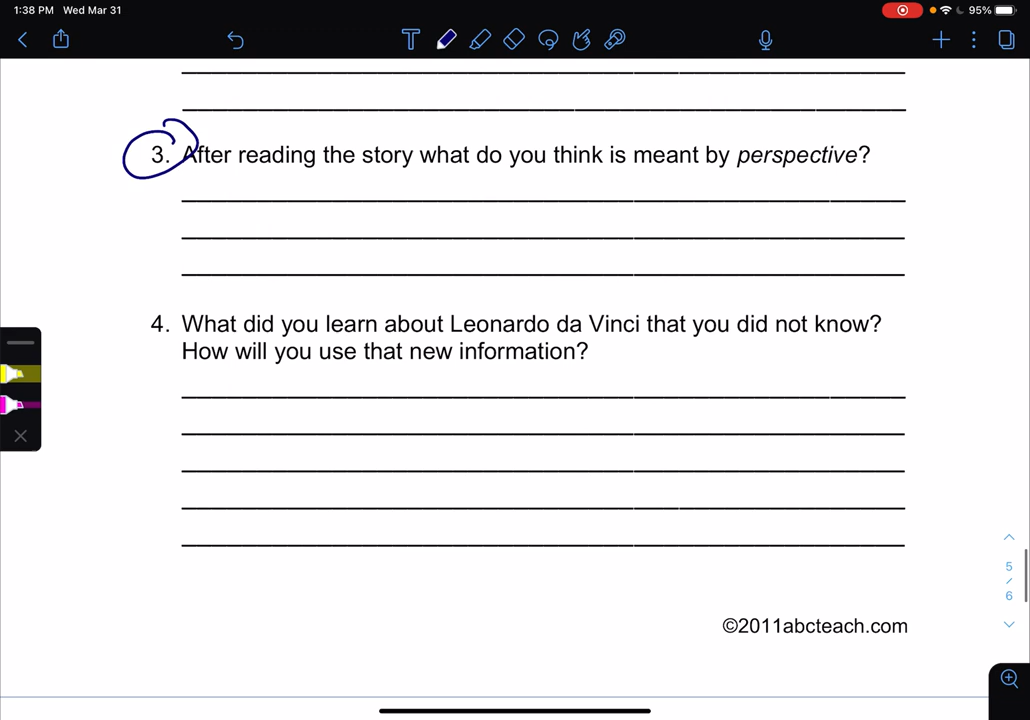 1:38 PM Wed Mar 31
95%
T
3. After reading the story what do you think is meant by perspective?
4. What did you learn about Leonardo da Vinci that you did not know?
How will you use that new information?
5
/
6
©2011abcteach.com